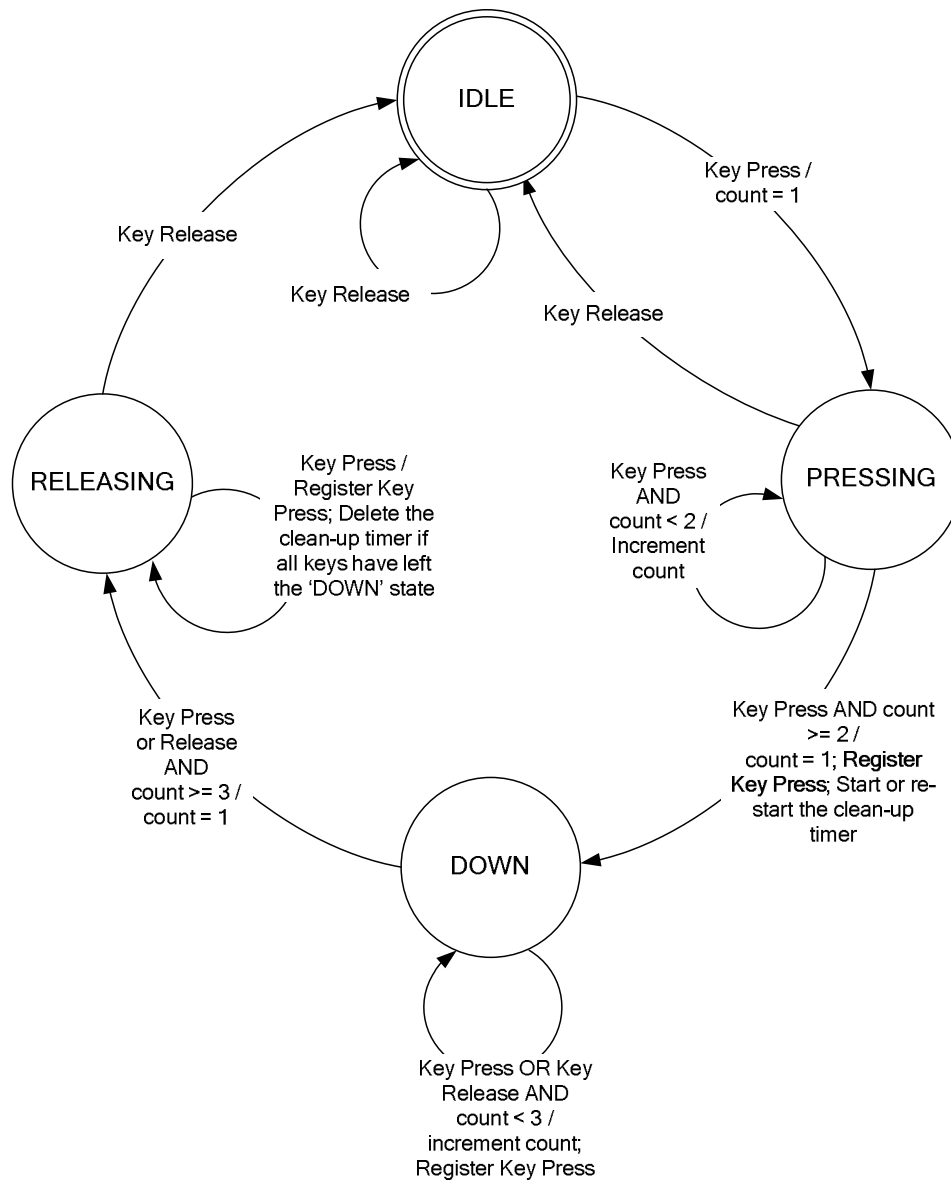 IDLE
Key Press /
count = 1
Key Release
Key Release
Key Release
RELEASING
Key Press /
Register Key
Press; Delete the
clean-up timer if
all keys have left
the ‘DOWN’ state
Key Press
AND
count < 2 /
Increment
count
PRESSING
Key Press
or Release
AND
count >= 3 /
count = 1
Key Press AND count
>= 2 /
count = 1; Register
Key Press; Start or re-
start the clean-up
timer
DOWN
Key Press OR Key
Release AND
count < 3 /
increment count;
Register Key Press